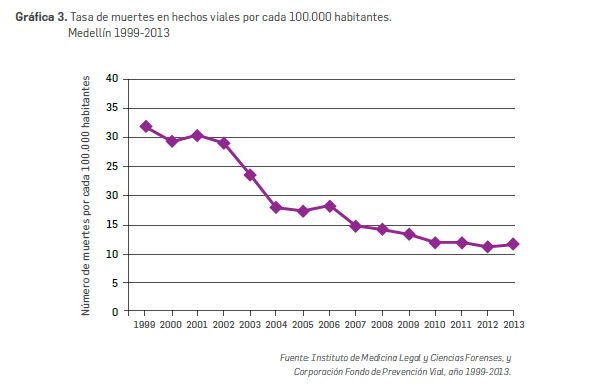 Gráfica 3. Tasa de muertes en hechos viales por cada 100.000 habitantes.
Medellín 1999-2013
Número de muertes por cada 100.000 habitantes
40
35
30
25
30
15
10
5
0
1999 2000 2001 2002 2003 2004 2005 2006 2007 2008 2009 2010 2011 2012 2013
Fuente: Instituto de Medicina Legal y Ciencias Forenses, y
Corporación Fondo de Prevención Vial, año 1999-2013.